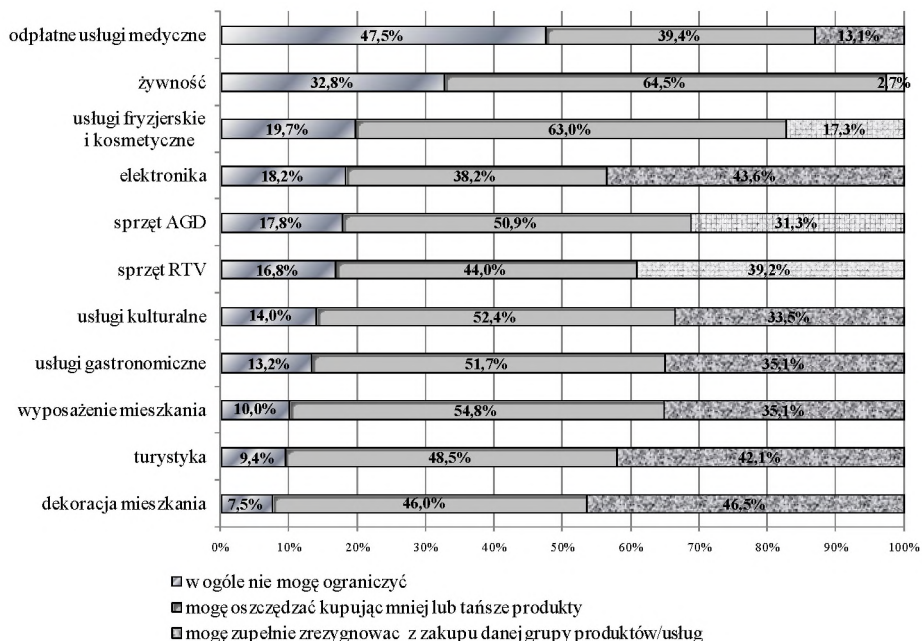 odpłatne usługi medyczne 47,5% 39,4% 13,1%
żywność 32,8% 64,5% 2,7%
usługi fryzjerskie
i kosmetyczne 19,7% 63,0% 17,3%
elektronika 18,2% 38,2% 43,6%
sprzęt AGD 17,8% 50,9% 31,3%
sprzęt RTV 16,8% 44,0% 39,2%
usługi kulturalne 14,0% 52,4% 33,5%
usługi gastronomiczne 13,2% 51,7% 35,1%
wyposażenie mieszkania 10,0% 54,8% 35,1%
turystyka 9,4% 48,5% 42,1%
dekoracja mieszkania 7,5% 46,0% 46,5%
0% 10% 20% 30% 40% 50% 60% 70% 80% 90% 100%
w ogóle nie mogę ograniczyć
mogę oszczędzać kupując mniej lub tańsze produkty
mogę zupełnie zrezygnowac z zakupu danej grupy produktów/usług